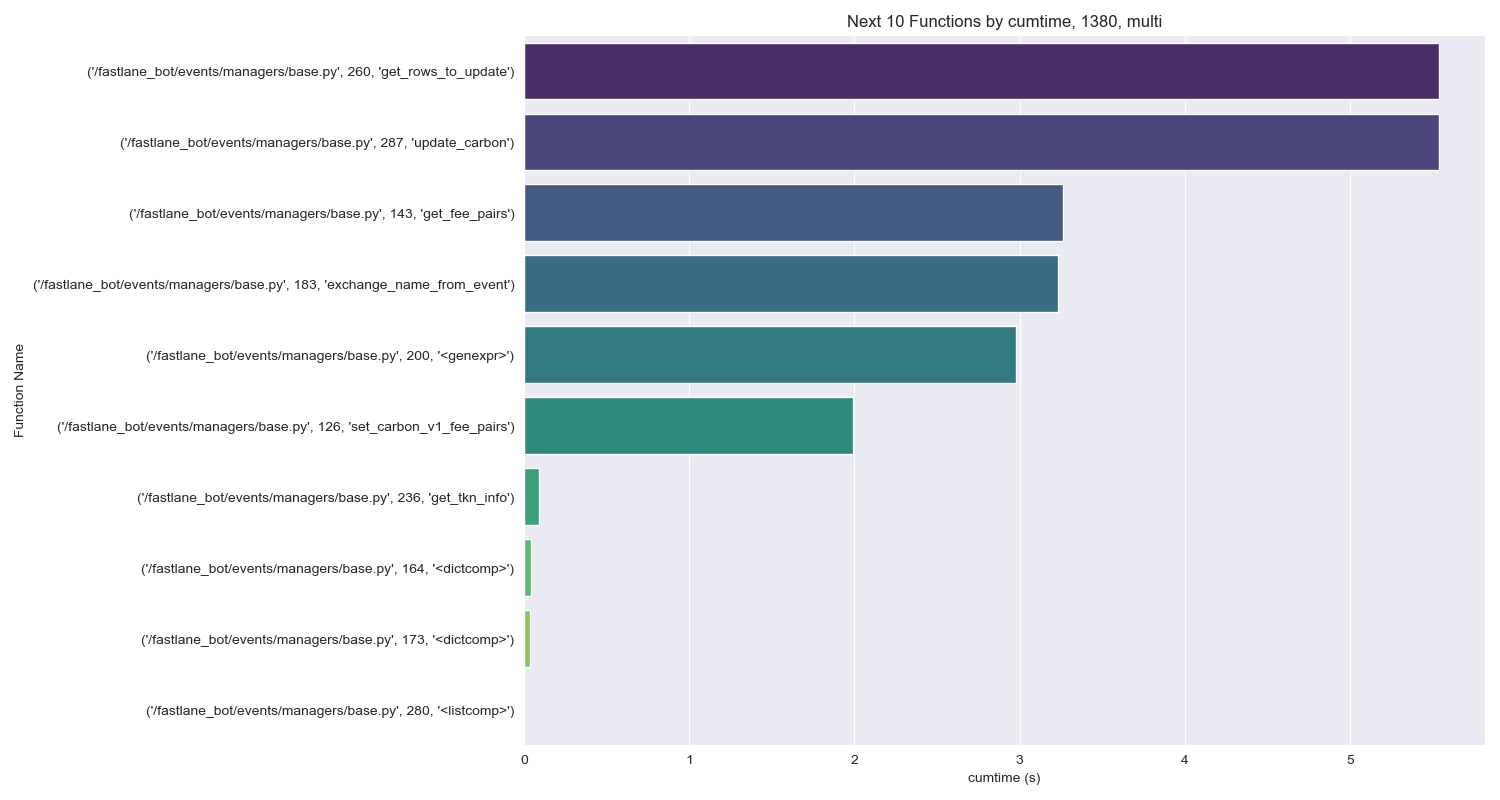 Next 10 Functions by cumtime, 1380, multi
('/fastlane_bot/events/managers/base.py', 260, 'get_rows_to_update')
('/fastlane_bot/events/managers/base.py', 287, 'update_carbon')
('/fastlane_bot/events/managers/base.py', 143, 'get_fee_pairs')
('/fastlane_bot/events/managers/base.py', 183, 'exchange_name_from_event')
('/fastlane_bot/events/managers/base.py', 200, '<genexpr>')
('/fastlane_bot/events/managers/base.py', 126, 'set_carbon_v1_fee_pairs')
('/fastlane_bot/events/managers/base.py', 236, 'get_tkn_info')
('/fastlane_bot/events/managers/base.py', 164, '<dictcomp>')
('/fastlane_bot/events/managers/base.py', 173, '<dictcomp>')
('/fastlane_bot/events/managers/base.py', 280, '<listcomp>')
Function Name
0 1 2 3 4 5
cumtime (s)